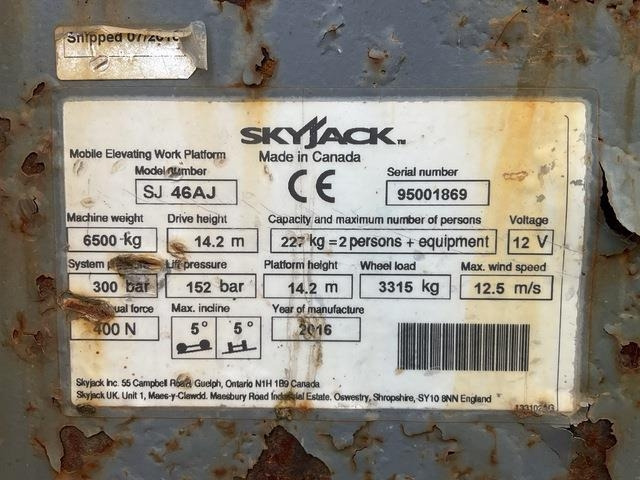 Shipped 07/2016
SKYJACK™
Mobile Elevating Work Platform
Made in Canada
Model number
Serial number
SJ 46AJ
CE
95001869
Machine weight Drive height Capacity and maximum number of persons Voltage
6500 kg 14.2 m 227 kg = 2 persons + equipment 12 V
System Lift pressure Platform height Wheel load Max. wind speed
300 bar 152 bar 14.2 m 3315 kg 12.5 m/s
force Max. incline Year of manufacture
400 N 5° 5° 2016
Skyjack Inc. 55 Campbell Road, Guelph, Ontario N1H 1B9 Canada
Skyjack UK. Unit 1, Maes-y-Clawdd. Maesbury Road Industrial Estate. Oswestry, Shropshire, SY10 8NN England